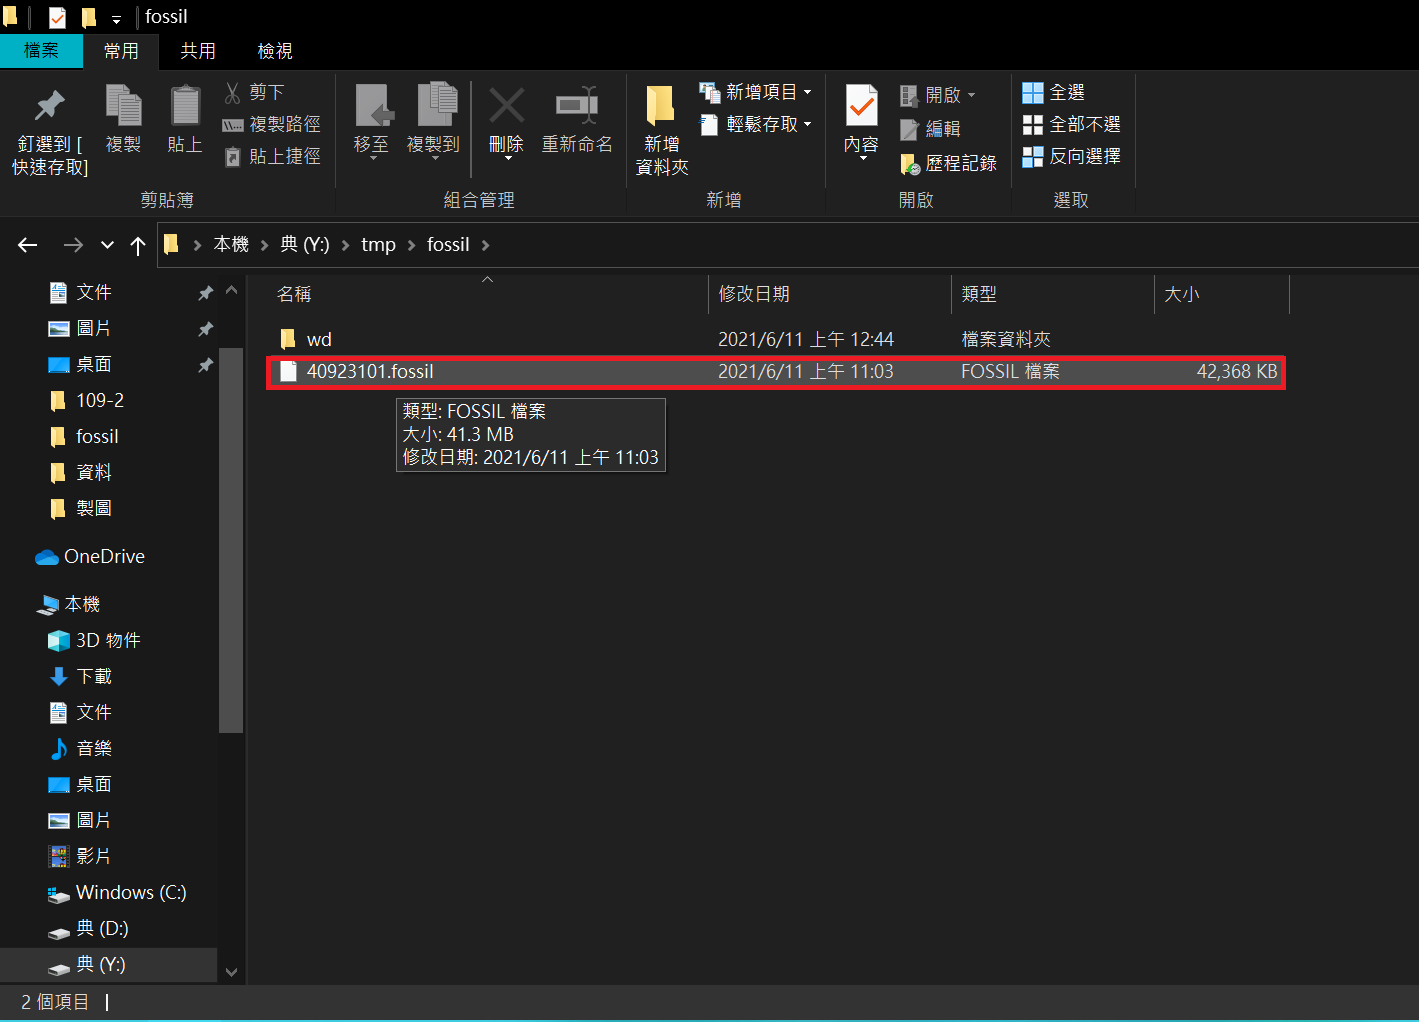 fossil
檔案 常用 共用 檢視
釘選到 [
快速存取]
複製
貼上
剪下
複製路徑
貼上捷徑
剪貼簿
移至
複製到
刪除
重新命名
組合管理
新增
資料夾
新增項目
輕鬆存取
新增
內容
開啟
編輯
歷程記錄
開啟
全選
全部不選
反向選擇
選取
本機 典 (Y:) tmp fossil
文件
圖片
桌面
109-2
fossil
資料
製圖
OneDrive
本機
3D 物件
下載
文件
音樂
桌面
圖片
影片
Windows (C:)
典 (D:)
典 (Y:)
名稱 修改日期 類型 大小
wd 2021/6/11 上午 12:44 檔案資料夾
40923101.fossil 2021/6/11 上午 11:03 FOSSIL 檔案 42,368 KB
類型: FOSSIL 檔案
大小: 41.3 MB
修改日期: 2021/6/11 上午 11:03
2 個項目